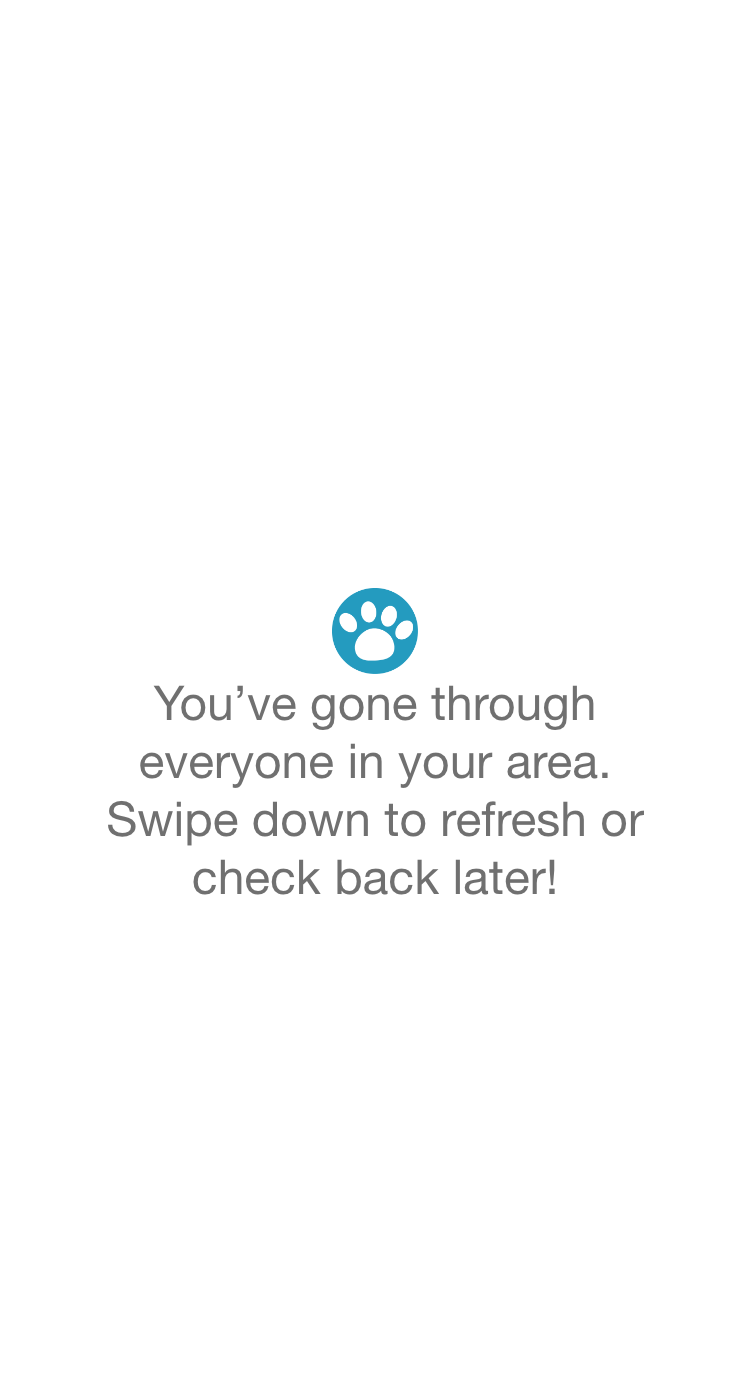 You’ve gone through
everyone in your area.
Swipe down to refresh or
check back later!